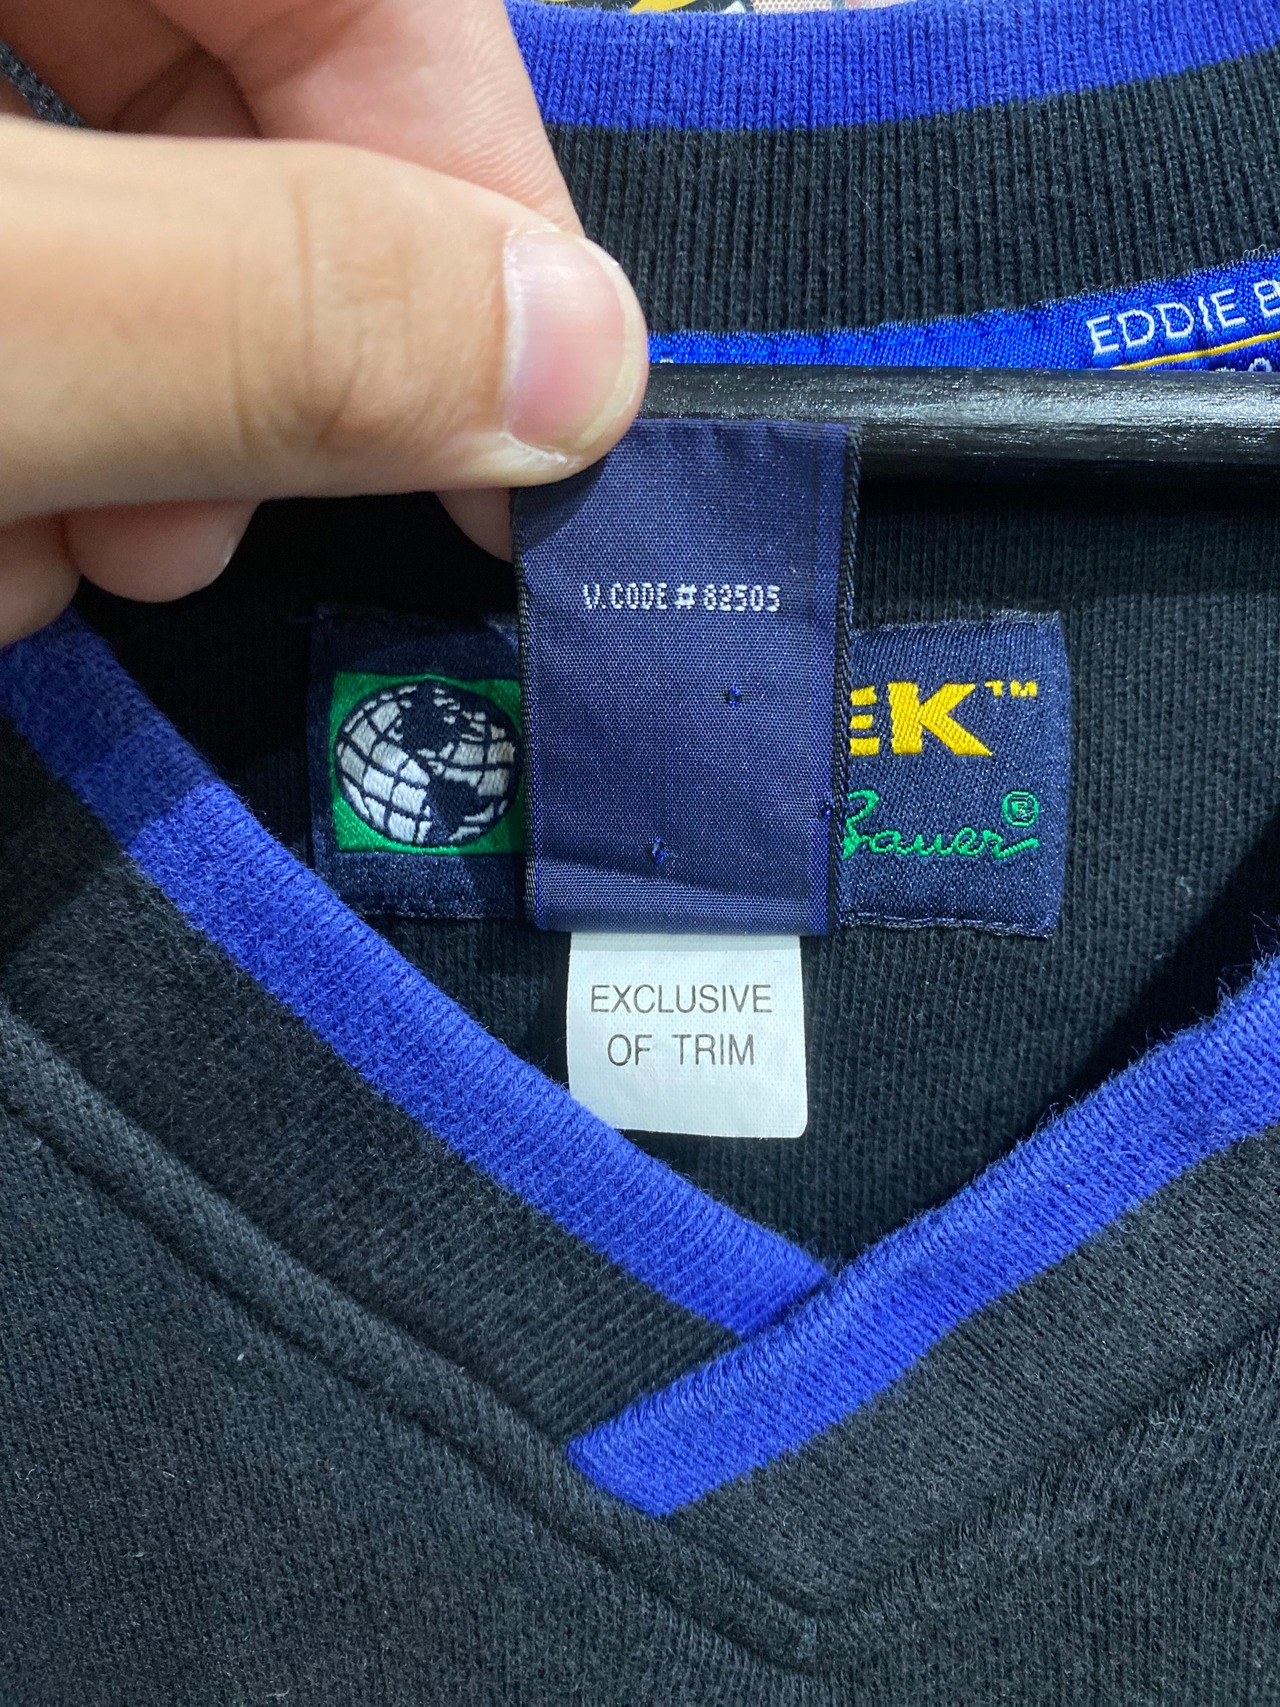 EDDIE B
V.CODE # 82505
EK™
Bauer®
EXCLUSIVE
OF TRIM